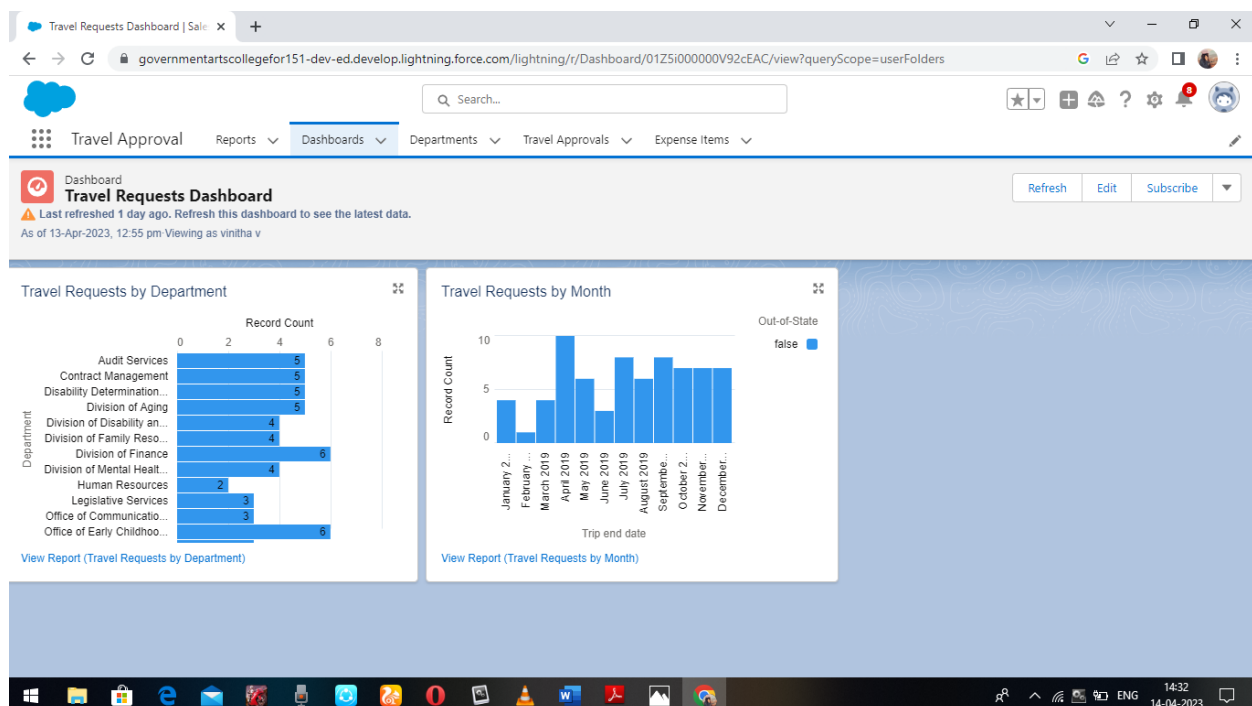 Travel Requests Dashboard | Sale
governmentartscollegefor151-dev-ed.develop.lightning.force.com/lightning/r/Dashboard/01Z5i000000V92cEAC/view?queryScope=userFolders
Search...
8
Travel Approval Reports Dashboards Departments Travel Approvals Expense Items
Dashboard
Travel Requests Dashboard
Last refreshed 1 day ago. Refresh this dashboard to see the latest data.
As of 13-Apr-2023, 12:55 pm·Viewing as vinitha v
Refresh Edit Subscribe
Travel Requests by Department
Record Count
0 2 4 6 8
Department
Audit Services 5
Contract Management 5
Disability Determination... 5
Division of Aging 5
Division of Disability an... 4
Division of Family Reso... 4
Division of Finance 6
Division of Mental Healt... 4
Human Resources 2
Legislative Services 3
Office of Communicatio... 3
Office of Early Childhoo... 6
View Report (Travel Requests by Department)
Travel Requests by Month
Out-of-State
false
Record Count
10
5
0
January 2...
February ...
March 2019
April 2019
May 2019
June 2019
July 2019
August 2019
Septembe...
October 2...
November...
December...
Trip end date
View Report (Travel Requests by Month)
ENG
14:32
14-04-2023